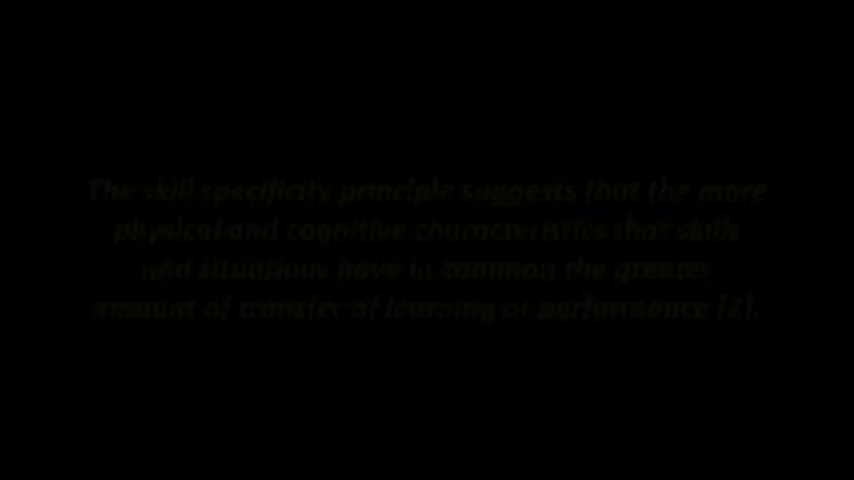 The skill specificity principle suggests that the more
physical and cognitive characteristics that skills
and situations have in common the greater
amount of transfer of learning or performance [2].